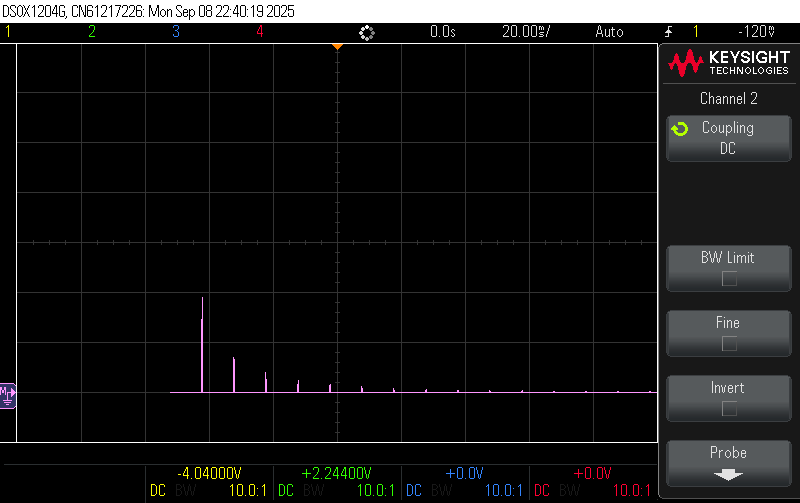 DSOX1204G, CN61217226: Mon Sep 08 22:40:19 2025
1 2 3 4 0.0s 20.00㎳/ Auto 1 -120㎷
KEYSIGHT
TECHNOLOGIES
Channel 2
Coupling
DC
BW Limit
Fine
Invert
Probe
M
-4.04000V +2.24400V +0.0V +0.0V
DC BW 10.0:1 DC BW 10.0:1 DC BW 10.0:1 DC BW 10.0:1